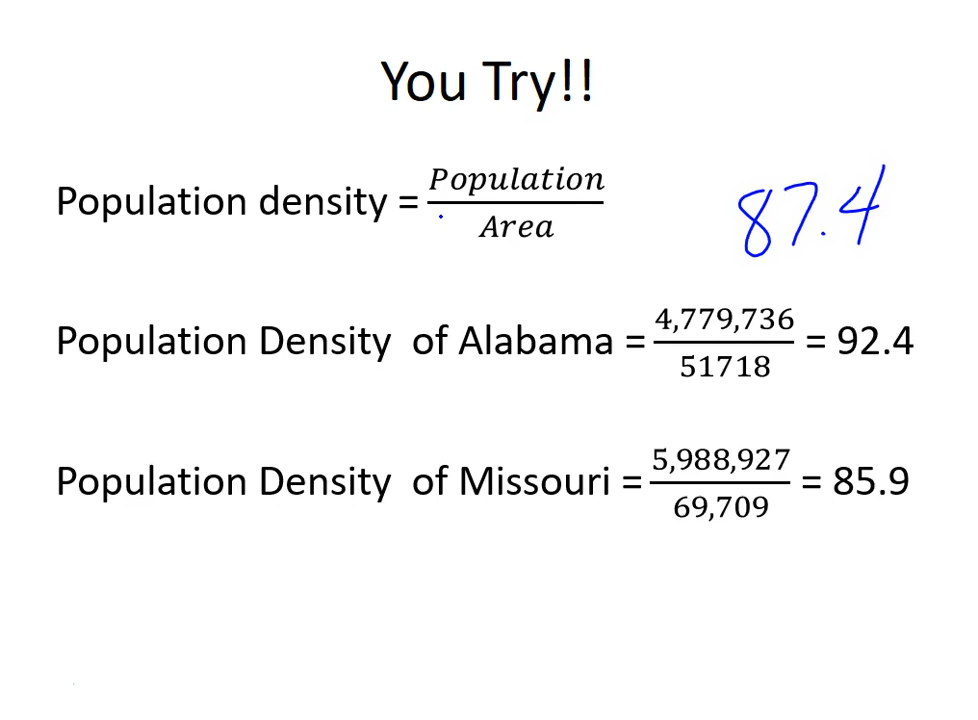 You Try!!
Population density = Population / Area
87.4
Population Density of Alabama = 4,779,736 / 51718 = 92.4
Population Density of Missouri = 5,988,927 / 69,709 = 85.9